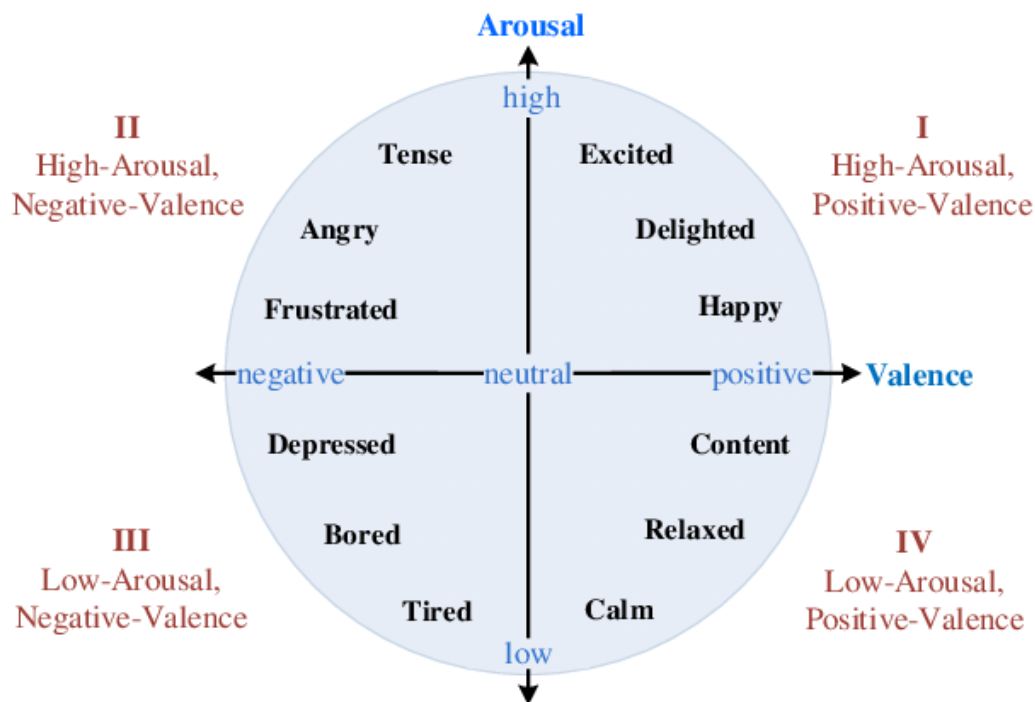 Arousal
high
II
High-Arousal,
Negative-Valence
I
High-Arousal,
Positive-Valence
Tense
Excited
Angry
Delighted
Frustrated
Happy
negative
neutral
positive
Valence
Depressed
Content
Bored
Relaxed
Tired
Calm
III
Low-Arousal,
Negative-Valence
IV
Low-Arousal,
Positive-Valence
low